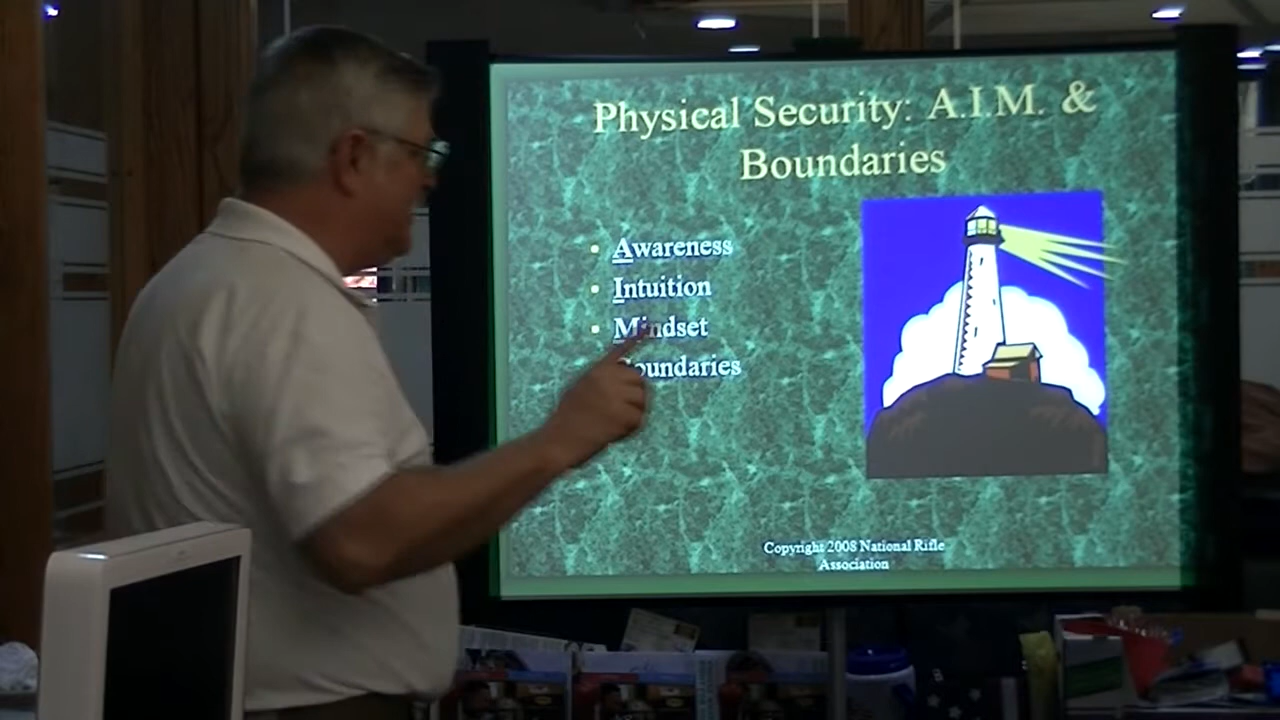 Physical Security: A.I.M. &
Boundaries
• Awareness
• Intuition
• Mindset
Boundaries
Copyright 2008 National Rifle
Association